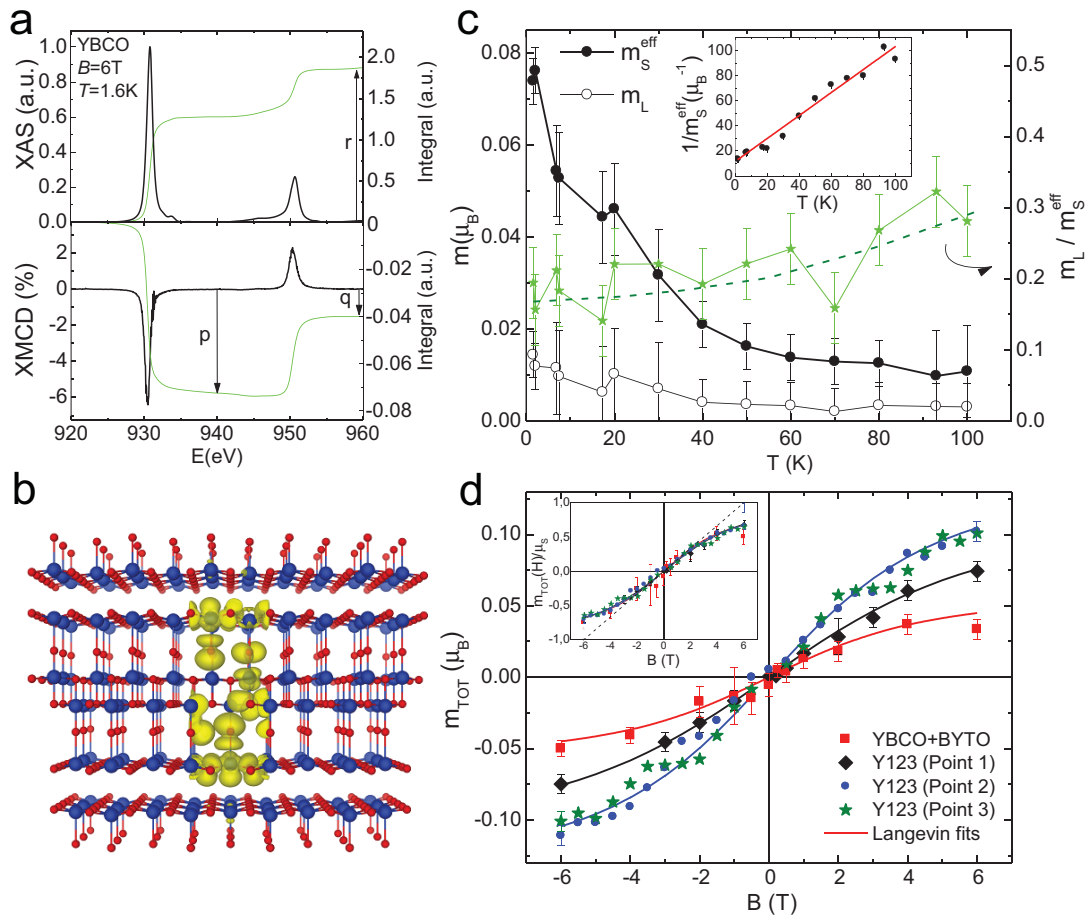 a
YBCO
B=6T
T=1.6K
XAS (a.u.)
1.0
0.8
0.6
0.4
0.2
0.0
2.0
1.5
1.0
0.5
0
Integral (a.u.)
r
XMCD (%)
2
0
-2
-4
-6
-0.02
-0.04
-0.06
-0.08
Integral (a.u.)
p
q
920 930 940 950 960
E(eV)
b
c
m_S^eff
m_L
m(μ_B)
0.08
0.06
0.04
0.02
0.00
0.5
0.4
0.3
0.2
0.1
0.0
m_L / m_S^eff
0 20 40 60 80 100
T (K)
1/m_S^eff(μ_B^-1)
100
80
60
40
20
0
0 20 40 60 80 100
T (K)
d
m_TOT (μ_B)
0.10
0.05
0.00
-0.05
-0.10
-6 -4 -2 0 2 4 6
B (T)
m_TOT(H)/μ_S
1,0
0,5
0,0
-0,5
-1,0
-6 -4 -2 0 2 4 6
B (T)
YBCO+BYTO
Y123 (Point 1)
Y123 (Point 2)
Y123 (Point 3)
Langevin fits